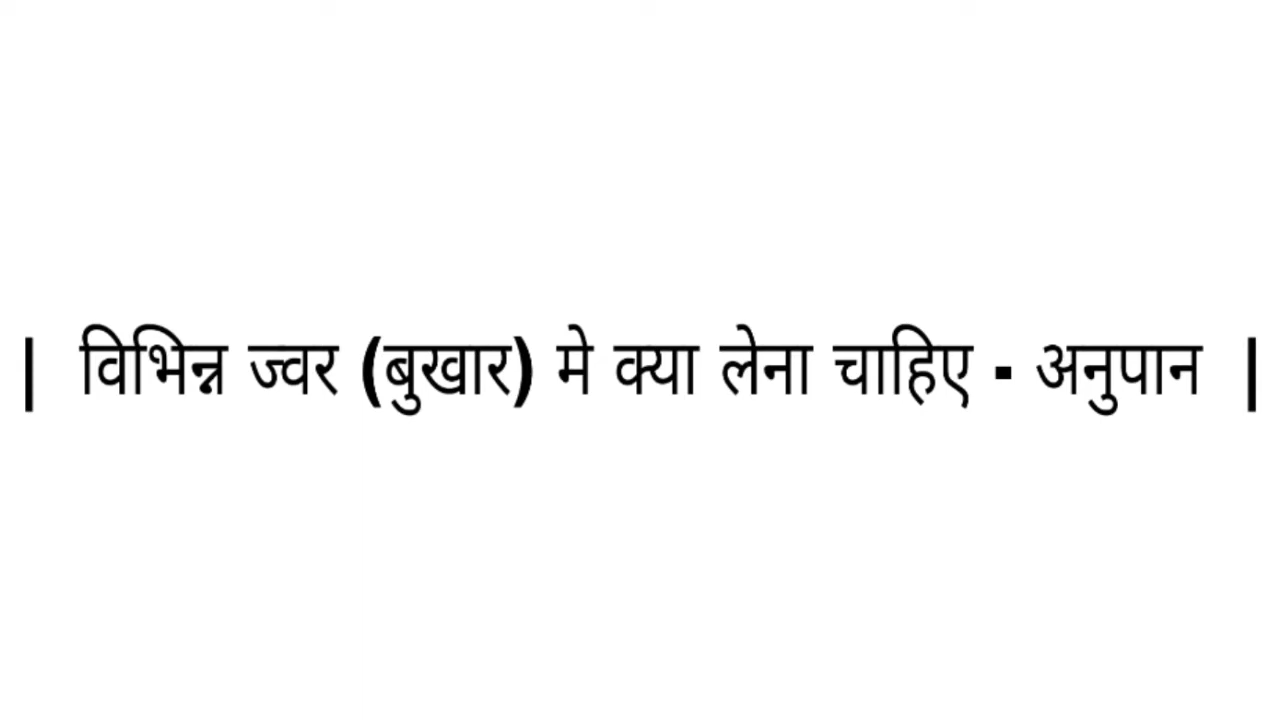 | विभिन्न ज्वर (बुखार) मे क्या लेना चाहिए - अनुपान |